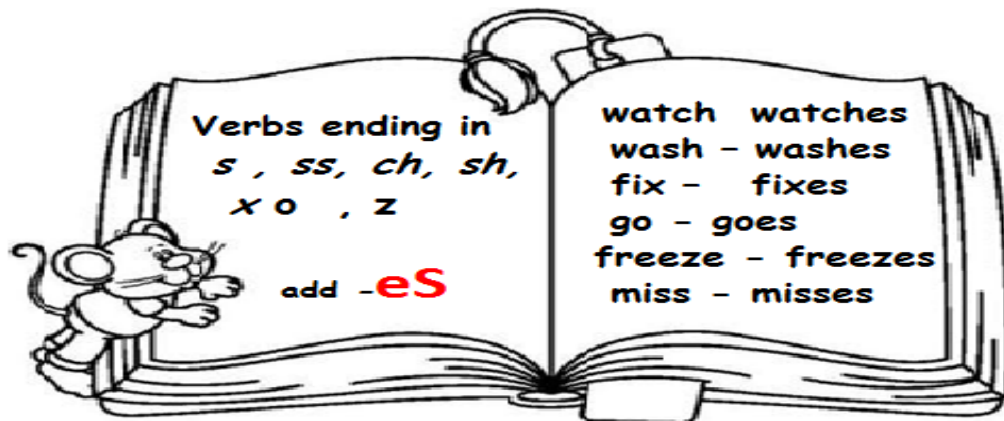 Verbs ending in
s , ss, ch, sh,
x o , z
add -es
watch watches
wash - washes
fix - fixes
go - goes
freeze - freezes
miss - misses